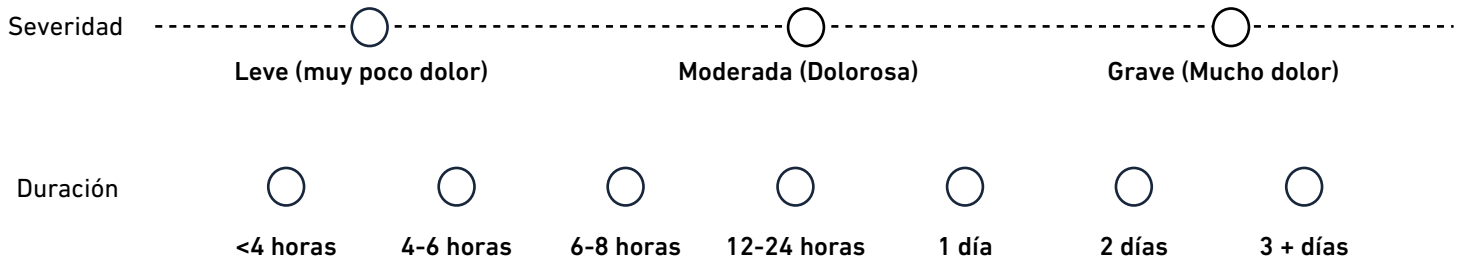 Severidad
Leve (muy poco dolor) Moderada (Dolorosa) Grave (Mucho dolor)
Duración
<4 horas 4-6 horas 6-8 horas 12-24 horas 1 día 2 días 3 + días